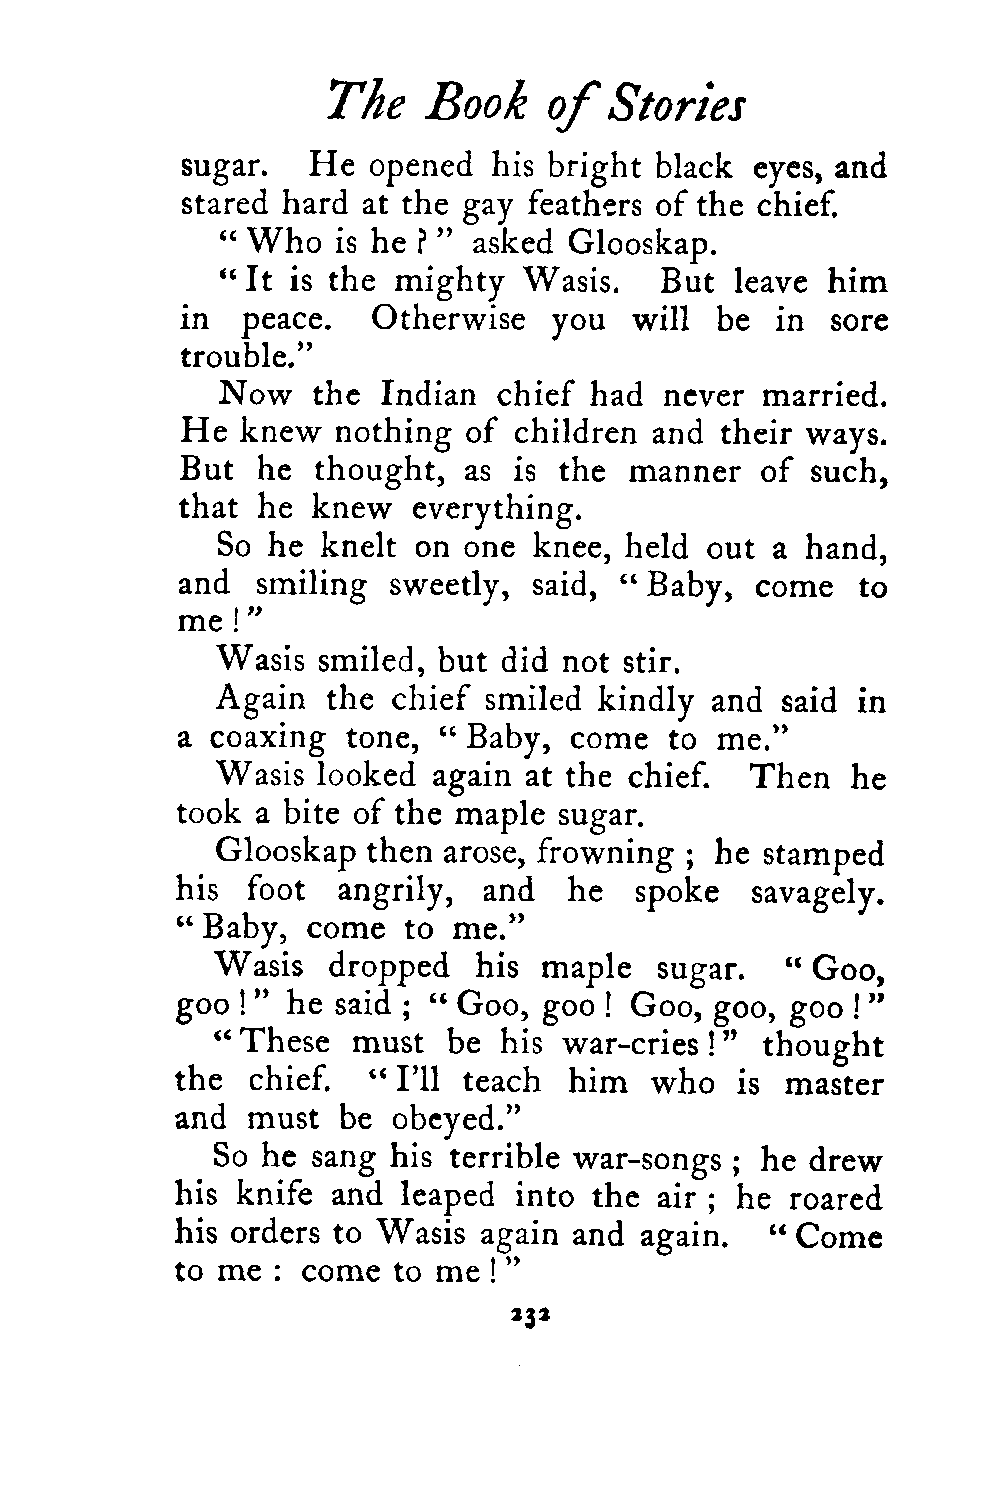 The Book of Stories
sugar. He opened his bright black eyes, and
stared hard at the gay feathers of the chief.
“Who is he?” asked Glooskap.
“It is the mighty Wasis. But leave him
in peace. Otherwise you will be in sore
trouble.”
Now the Indian chief had never married.
He knew nothing of children and their ways.
But he thought, as is the manner of such,
that he knew everything.
So he knelt on one knee, held out a hand,
and smiling sweetly, said, “Baby, come to
me!”
Wasis smiled, but did not stir.
Again the chief smiled kindly and said in
a coaxing tone, “Baby, come to me.”
Wasis looked again at the chief. Then he
took a bite of the maple sugar.
Glooskap then arose, frowning; he stamped
his foot angrily, and he spoke savagely.
“Baby, come to me.”
Wasis dropped his maple sugar. “Goo,
goo!” he said; “Goo, goo! Goo, goo, goo!”
“These must be his war-cries!” thought
the chief. “I’ll teach him who is master
and must be obeyed.”
So he sang his terrible war-songs; he drew
his knife and leaped into the air; he roared
his orders to Wasis again and again. “Come
to me: come to me!”
232